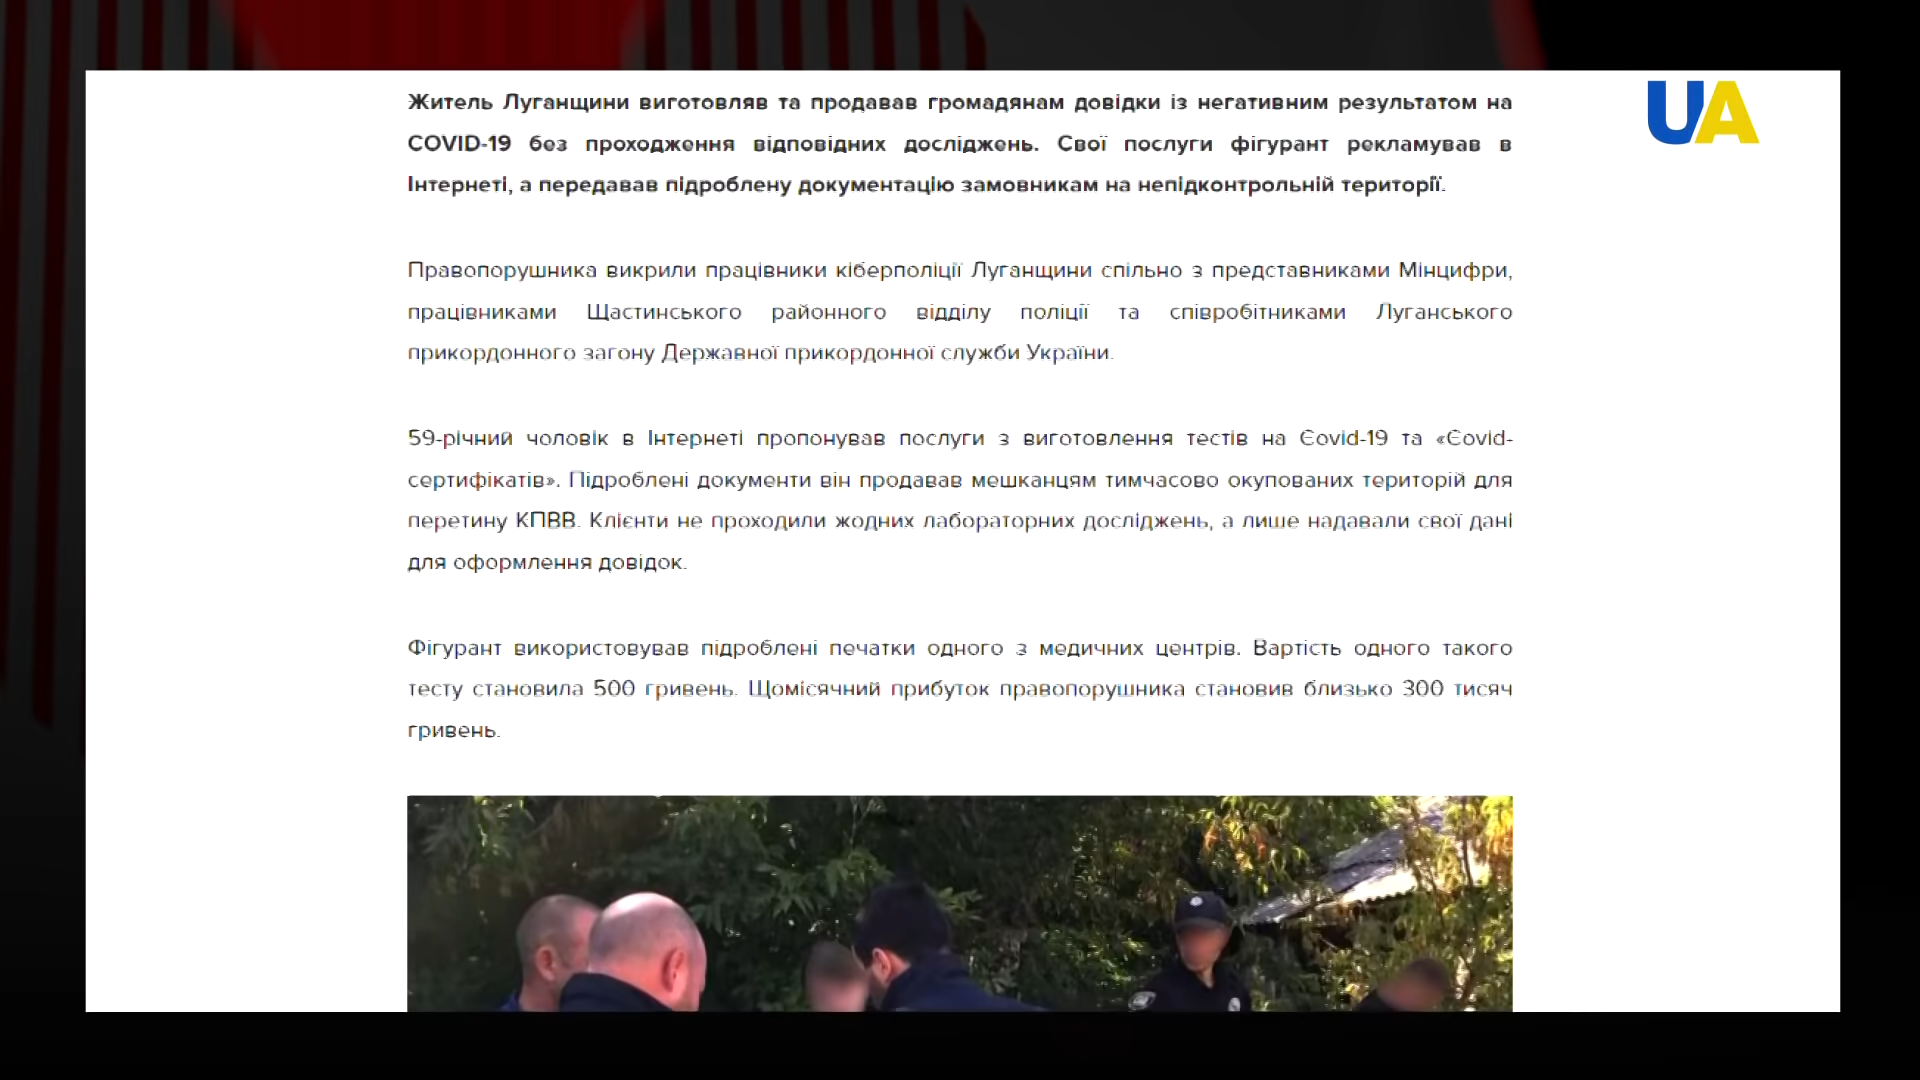 UA
Житель Луганщини виготовляв та продавав громадянам довідки із негативним результатом на
COVID-19 без проходження відповідних досліджень. Свої послуги фігурант рекламував в
Інтернеті, а передавав підроблену документацію замовникам на непідконтрольній території.
Правопорушника викрили працівники кіберполіції Луганщини спільно з представниками Мінцифри,
працівниками Щастинського районного відділу поліції та співробітниками Луганського
прикордонного загону Державної прикордонної служби України.
59-річний чоловік в Інтернеті пропонував послуги з виготовлення тестів на Covid-19 та «Covid-
сертифікатів». Підроблені документи він продавав мешканцям тимчасово окупованих територій для
перетину КПВВ. Клієнти не проходили жодних лабораторних досліджень, а лише надавали свої дані
для оформлення довідок.
Фігурант використовував підроблені печатки одного з медичних центрів. Вартість одного такого
тесту становила 500 гривень. Щомісячний прибуток правопорушника становив близько 300 тисяч
гривень.